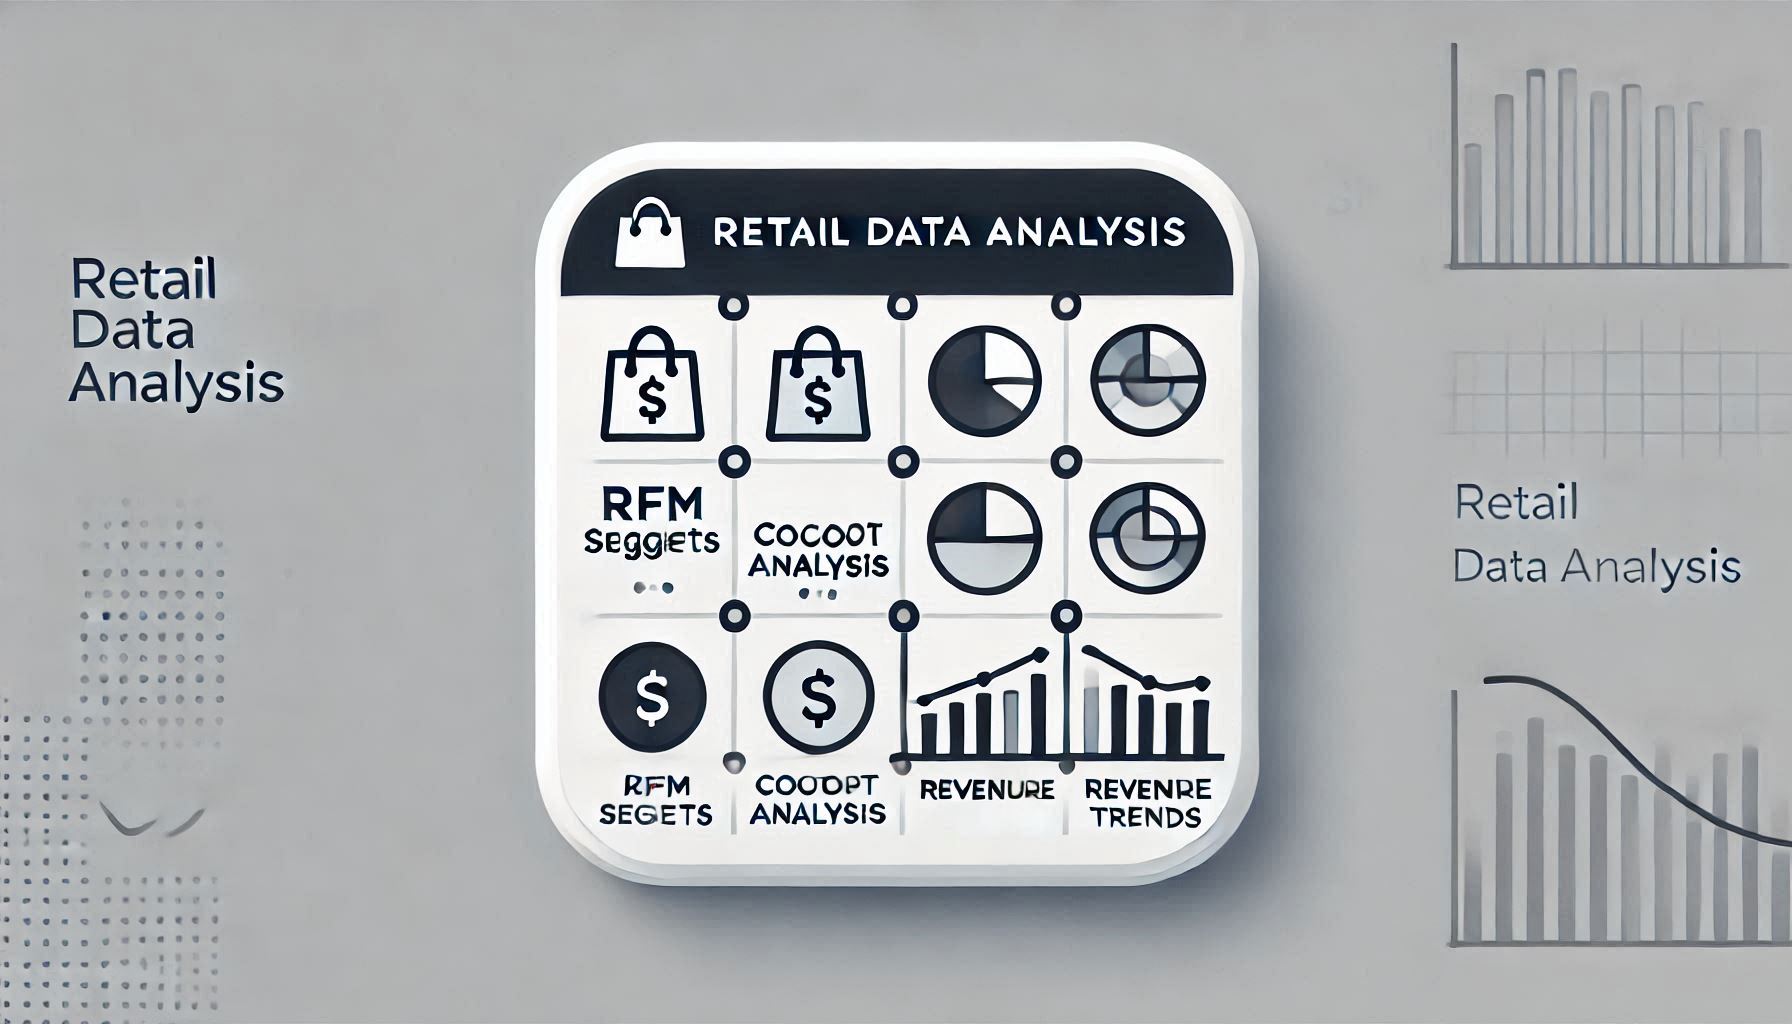 Retail
Data
Analysis
RETAIL DATA ANALYSIS
$
$
RFM
Seggets
COCOOT
ANALYSIS
$
$
RFM
SEGETS
COOOPT
ANALYSIS
REVENURE
REVENRE
TRENDS
Retail
Data Analysis